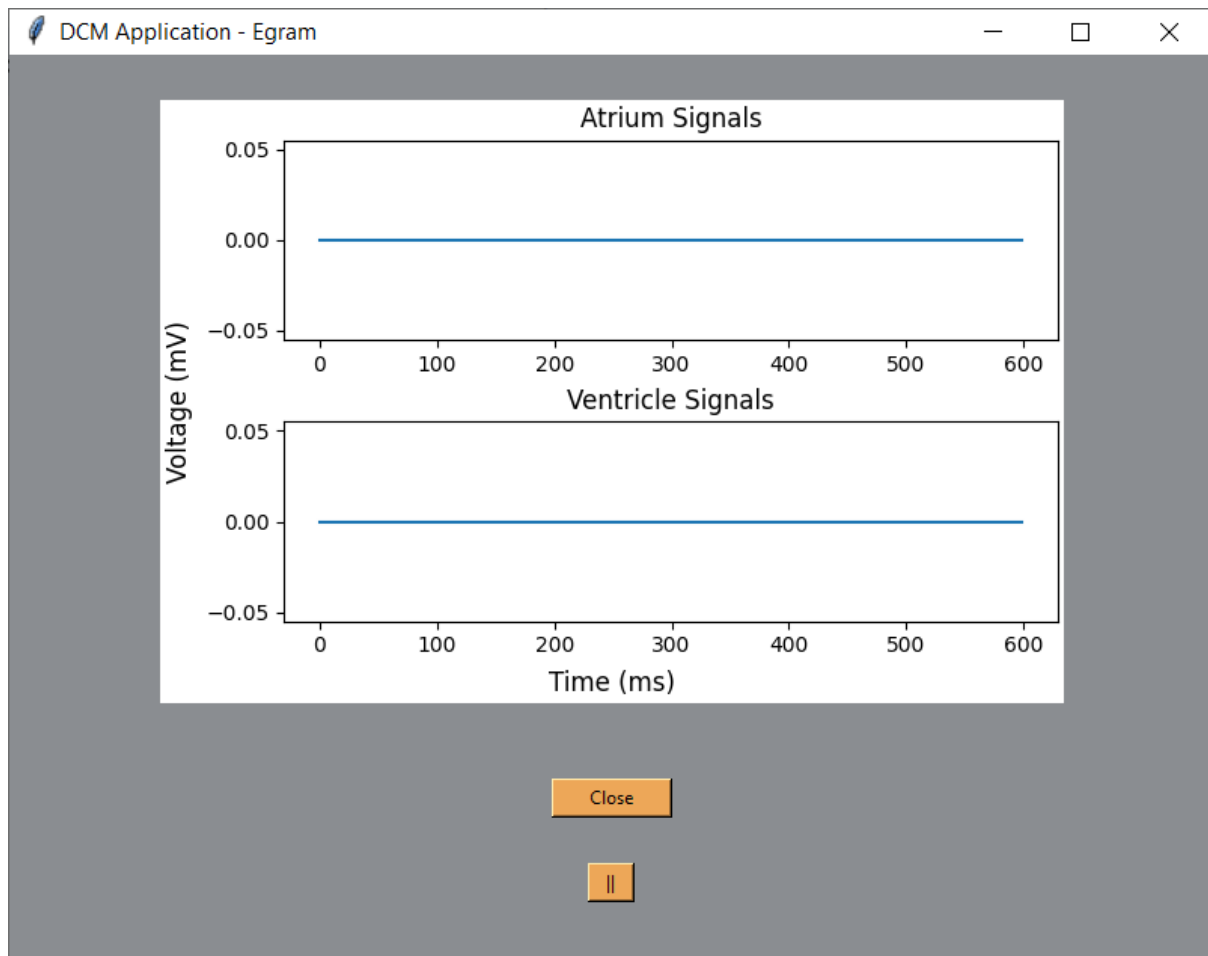 DCM Application - Egram
Atrium Signals
0.05
0.00
−0.05
0 100 200 300 400 500 600
Voltage (mV)
Ventricle Signals
0.05
0.00
−0.05
0 100 200 300 400 500 600
Time (ms)
Close
||